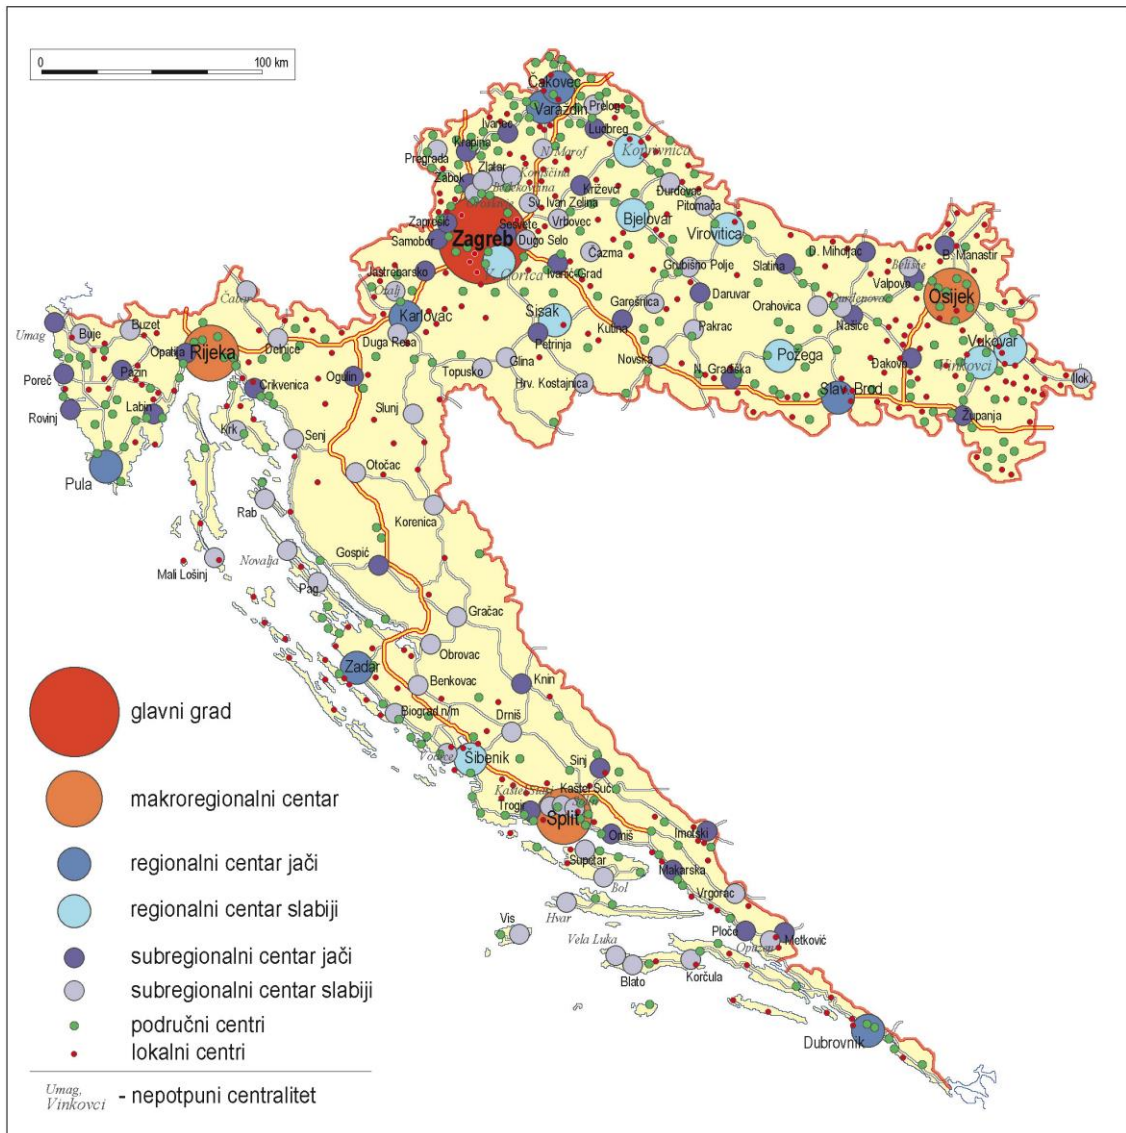 0 100 km
Čakovec
Varaždin
Prelog
Ivanec
Ludbreg
Krapina
N. Marof
Koprivnica
Pregrada
Zlatar
Konjščina
Zabok
Bedekovčina
Križevci
Đurđevac
Pitomača
Sv. Ivan Zelina
Zaprešić
Sesvete
Vrbovec
Bjelovar
Virovitica
Samobor
Zagreb
Dugo Selo
Čazma
D. Miholjac
B. Manastir
Jastrebarsko
V. Gorica
Ivanić-Grad
Grubišno Polje
Slatina
Belišće
Valpovo
Ozalj
Čabar
Garešnica
Daruvar
Orahovica
Đurđenovac
Osijek
Karlovac
Sisak
Našice
Umag
Buje
Buzet
Duga Resa
Petrinja
Kutina
Pakrac
Opatija
Rijeka
Delnice
Glina
Novska
Požega
Vukovar
Vinkovci
Đakovo
Poreč
Pazin
Crikvenica
Ogulin
Topusko
Hrv. Kostajnica
N. Gradiška
Slav. Brod
Ilok
Rovinj
Labin
Krk
Slunj
Županja
Senj
Pula
Otočac
Rab
Korenica
Novalja
Gospić
Mali Lošinj
Pag
Gračac
Obrovac
Zadar
Benkovac
Knin
Biograd n/m
Drniš
Vodice
Šibenik
Sinj
Kaštel Stari
Kaštel Suć.
Solin
Trogir
Split
Omiš
Imotski
Supetar
Makarska
Bol
Vrgorac
Hvar
Vis
Vela Luka
Ploče
Opuzen
Metković
Blato
Korčula
Dubrovnik
glavni grad
makroregionalni centar
regionalni centar jači
regionalni centar slabiji
subregionalni centar jači
subregionalni centar slabiji
područni centri
lokalni centri
Umag,
Vinkovci - nepotpuni centralitet